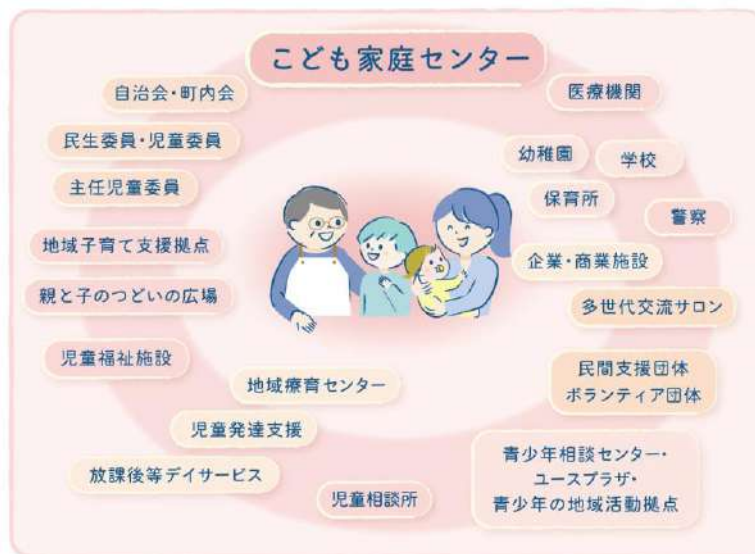 こども家庭センター
自治会・町内会
民生委員・児童委員
主任児童委員
地域子育て支援拠点
親と子のつどいの広場
児童福祉施設
地域療育センター
児童発達支援
放課後等デイサービス
児童相談所
医療機関
幼稚園
学校
保育所
警察
企業・商業施設
多世代交流サロン
民間支援団体
ボランティア団体
青少年相談センター・
ユースプラザ・
青少年の地域活動拠点